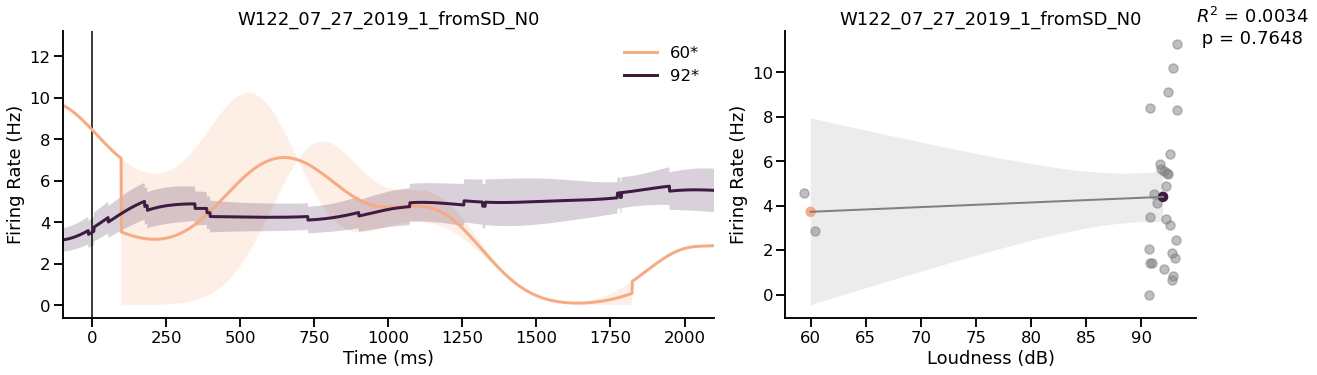 W122_07_27_2019_1_fromSD_N0
12
10
8
6
4
2
0
Firing Rate (Hz)
60*
92*
0 250 500 750 1000 1250 1500 1750 2000
Time (ms)
W122_07_27_2019_1_fromSD_N0
R² = 0.0034
p = 0.7648
10
8
6
4
2
0
Firing Rate (Hz)
60 65 70 75 80 85 90
Loudness (dB)